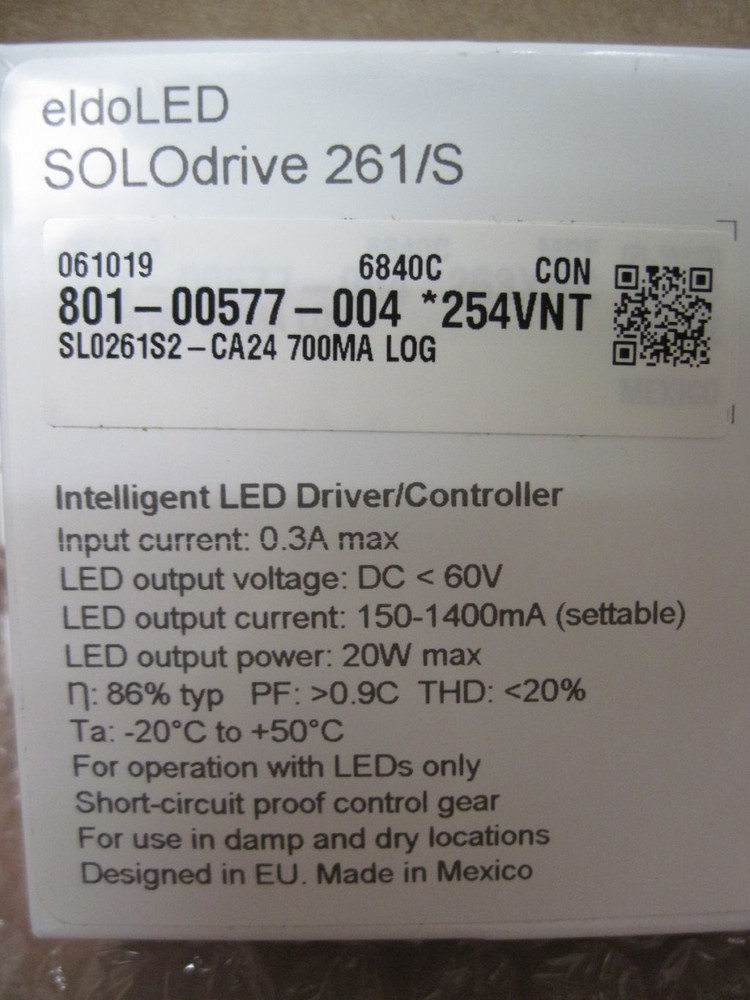 eldoLED
SOLOdrive 261/S
061019 6840C CON
801-00577-004 *254VNT
SL0261S2-CA24 700MA LOG
MEXICO
Intelligent LED Driver/Controller
Input current: 0.3A max
LED output voltage: DC < 60V
LED output current: 150-1400mA (settable)
LED output power: 20W max
η: 86% typ PF: >0.9C THD: <20%
Ta: -20°C to +50°C
For operation with LEDs only
Short-circuit proof control gear
For use in damp and dry locations
Designed in EU. Made in Mexico